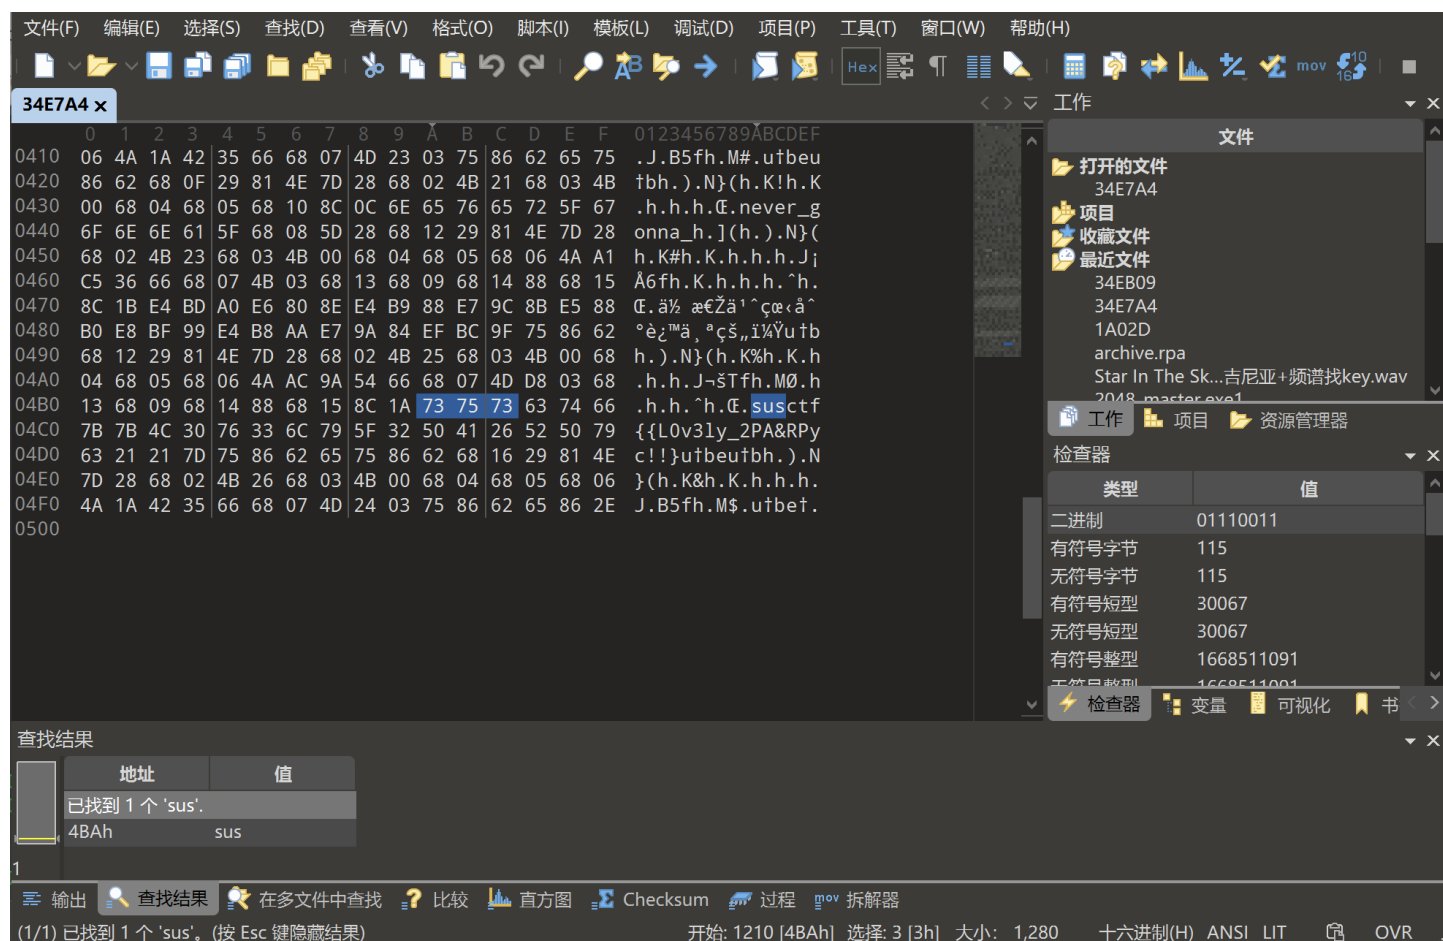 文件(F) 编辑(E) 选择(S) 查找(D) 查看(V) 格式(O) 脚本(I) 模板(L) 调试(D) 项目(P) 工具(T) 窗口(W) 帮助(H)
Hex mov 10 16
34E7A4 x
0 1 2 3 4 5 6 7 8 9 A B C D E F 0123456789ABCDEF
0410 06 4A 1A 42 35 66 68 07 4D 23 03 75 86 62 65 75 .J.B5fh.M#.u†beu
0420 86 62 68 0F 29 81 4E 7D 28 68 02 4B 21 68 03 4B †bh.).N}(h.K!h.K
0430 00 68 04 68 05 68 10 8C 0C 6E 65 76 65 72 5F 67 .h.h.h.Œ.never_g
0440 6F 6E 6E 61 5F 68 08 5D 28 68 12 29 81 4E 7D 28 onna_h.](h.).N}(
0450 68 02 4B 23 68 03 4B 00 68 04 68 05 68 06 4A A1 h.K#h.K.h.h.h.J¡
0460 C5 36 66 68 07 4B 03 68 13 68 09 68 14 88 68 15 Å6fh.K.h.h.h.ˆh.
0470 8C 1B E4 BD A0 E6 80 8E E4 B9 88 E7 9C 8B E5 88 Œ.ä½ æ€Žä¹ˆçœ‹åˆ
0480 B0 E8 BF 99 E4 B8 AA E7 9A 84 EF BC 9F 75 86 62 °è¿™ä¸ªçš„ï¼Ÿu†b
0490 68 12 29 81 4E 7D 28 68 02 4B 25 68 03 4B 00 68 h.).N}(h.K%h.K.h
04A0 04 68 05 68 06 4A AC 9A 54 66 68 07 4D D8 03 68 .h.h.J¬šTfh.MØ.h
04B0 13 68 09 68 14 88 68 15 8C 1A 73 75 73 63 74 66 .h.h.ˆh.Œ.susctf
04C0 7B 7B 4C 30 76 33 6C 79 5F 32 50 41 26 52 50 79 {{L0v3ly_2PA&RPy
04D0 63 21 21 7D 75 86 62 65 75 86 62 68 16 29 81 4E c!!}u†beu†bh.).N
04E0 7D 28 68 02 4B 26 68 03 4B 00 68 04 68 05 68 06 }(h.K&h.K.h.h.h.
04F0 4A 1A 42 35 66 68 07 4D 24 03 75 86 62 65 86 2E J.B5fh.M$.u†be†.
0500
工作
文件
打开的文件
34E7A4
项目
收藏文件
最近文件
34EB09
34E7A4
1A02D
archive.rpa
Star In The Sk...吉尼亚+频谱找key.wav
2048_master.exe1
工作 项目 资源管理器
检查器
类型 值
二进制 01110011
有符号字节 115
无符号字节 115
有符号短型 30067
无符号短型 30067
有符号整型 1668511091
无符号整型 1668511091
检查器 变量 可视化 书
查找结果
地址 值
已找到 1 个 'sus'.
4BAh sus
1
输出 查找结果 在多文件中查找 比较 直方图 Checksum 过程 mov 拆解器
(1/1) 已找到 1 个 'sus'。(按 Esc 键隐藏结果) 开始: 1210 [4BAh] 选择: 3 [3h] 大小: 1,280 十六进制(H) ANSI LIT OVR